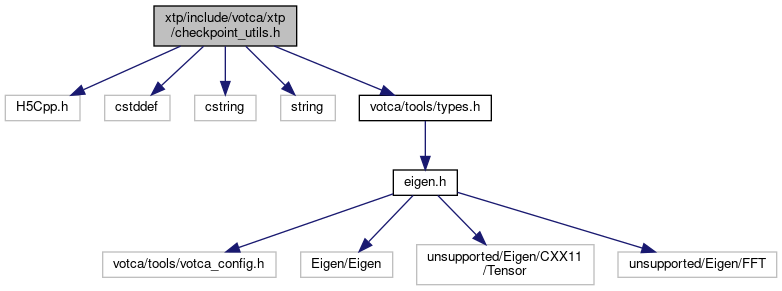 xtp/include/votca/xtp
/checkpoint_utils.h
H5Cpp.h
cstddef
cstring
string
votca/tools/types.h
eigen.h
votca/tools/votca_config.h
Eigen/Eigen
unsupported/Eigen/CXX11
/Tensor
unsupported/Eigen/FFT